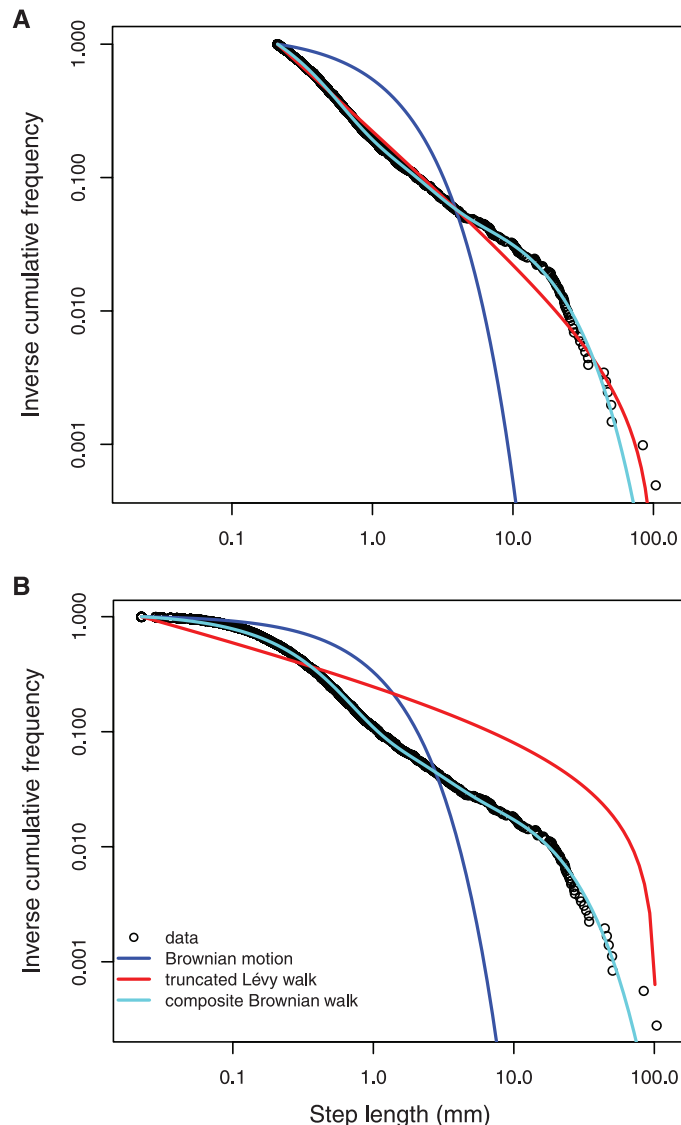 A
Inverse cumulative frequency
1.000
0.100
0.010
0.001
0.1 1.0 10.0 100.0
B
Inverse cumulative frequency
1.000
0.100
0.010
0.001
data
Brownian motion
truncated Lévy walk
composite Brownian walk
0.1 1.0 10.0 100.0
Step length (mm)